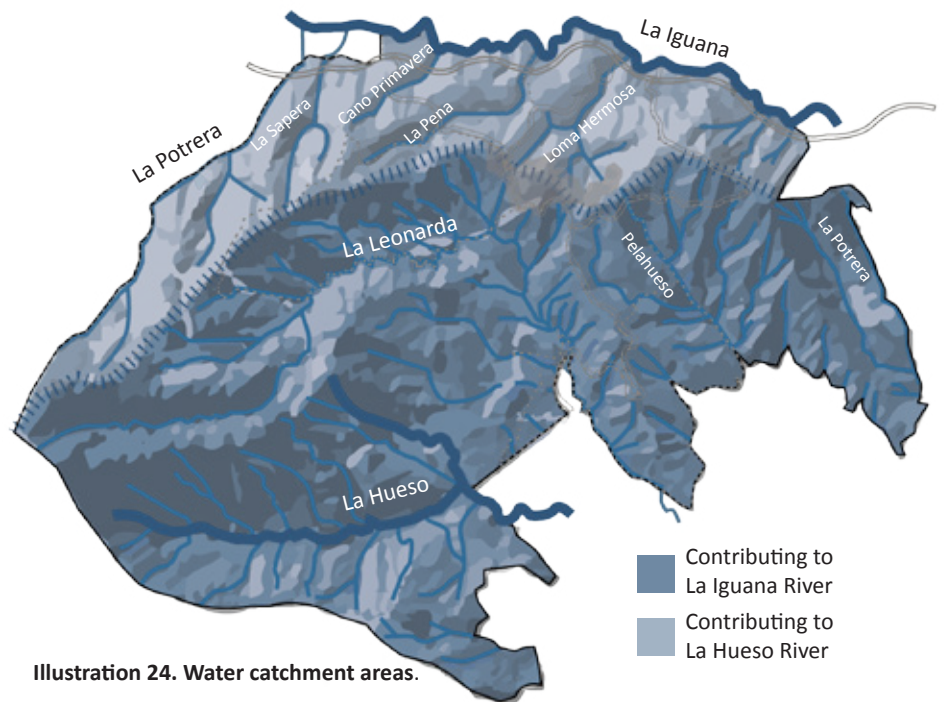 La Iguana
Cano Primavera
La Sapera
La Pena
Loma Hermosa
La Potrera
La Leonarda
Pelahueso
La Potrera
La Hueso
Contributing to
La Iguana River
Contributing to
La Hueso River
Illustration 24. Water catchment areas.